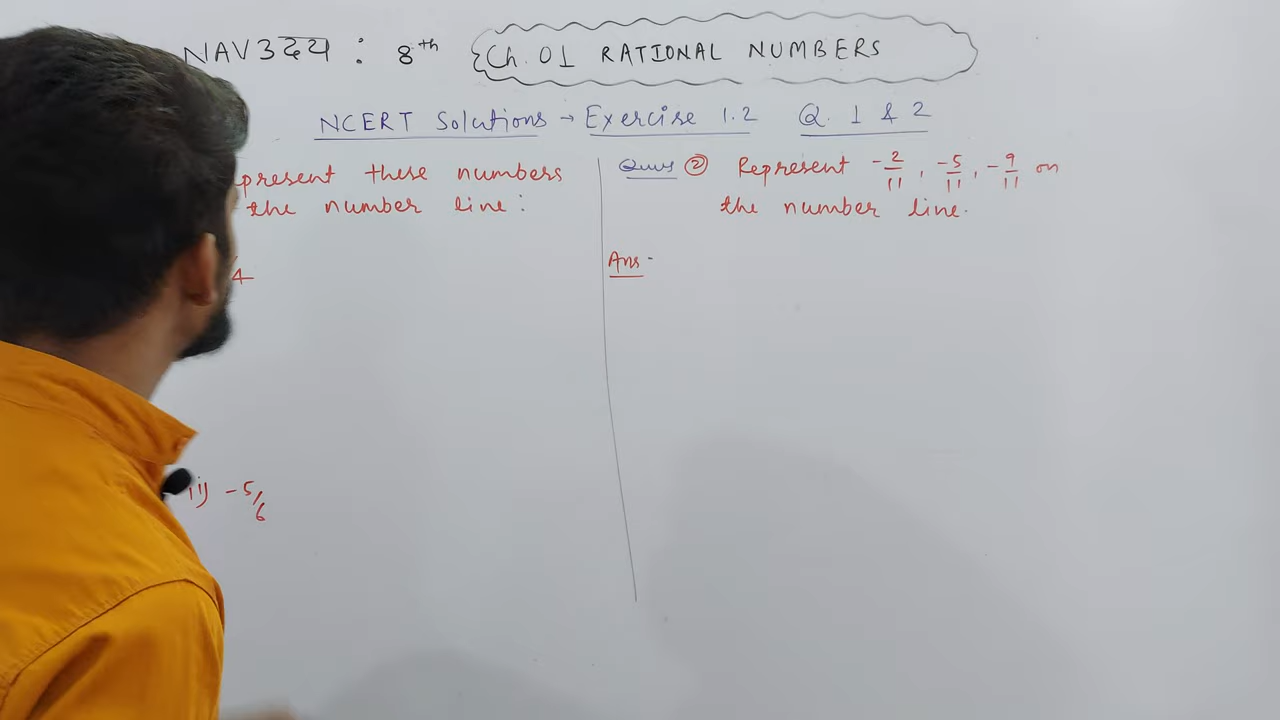 NAV322 : 8th Ch. 01 RATIONAL NUMBERS
NCERT Solutions → Exercise 1.2 Q. 1 & 2
present these numbers
the number line:
4
ii) -5/6
Ques ② Represent -2/11, -5/11, -9/11 on
the number line.
Ans -